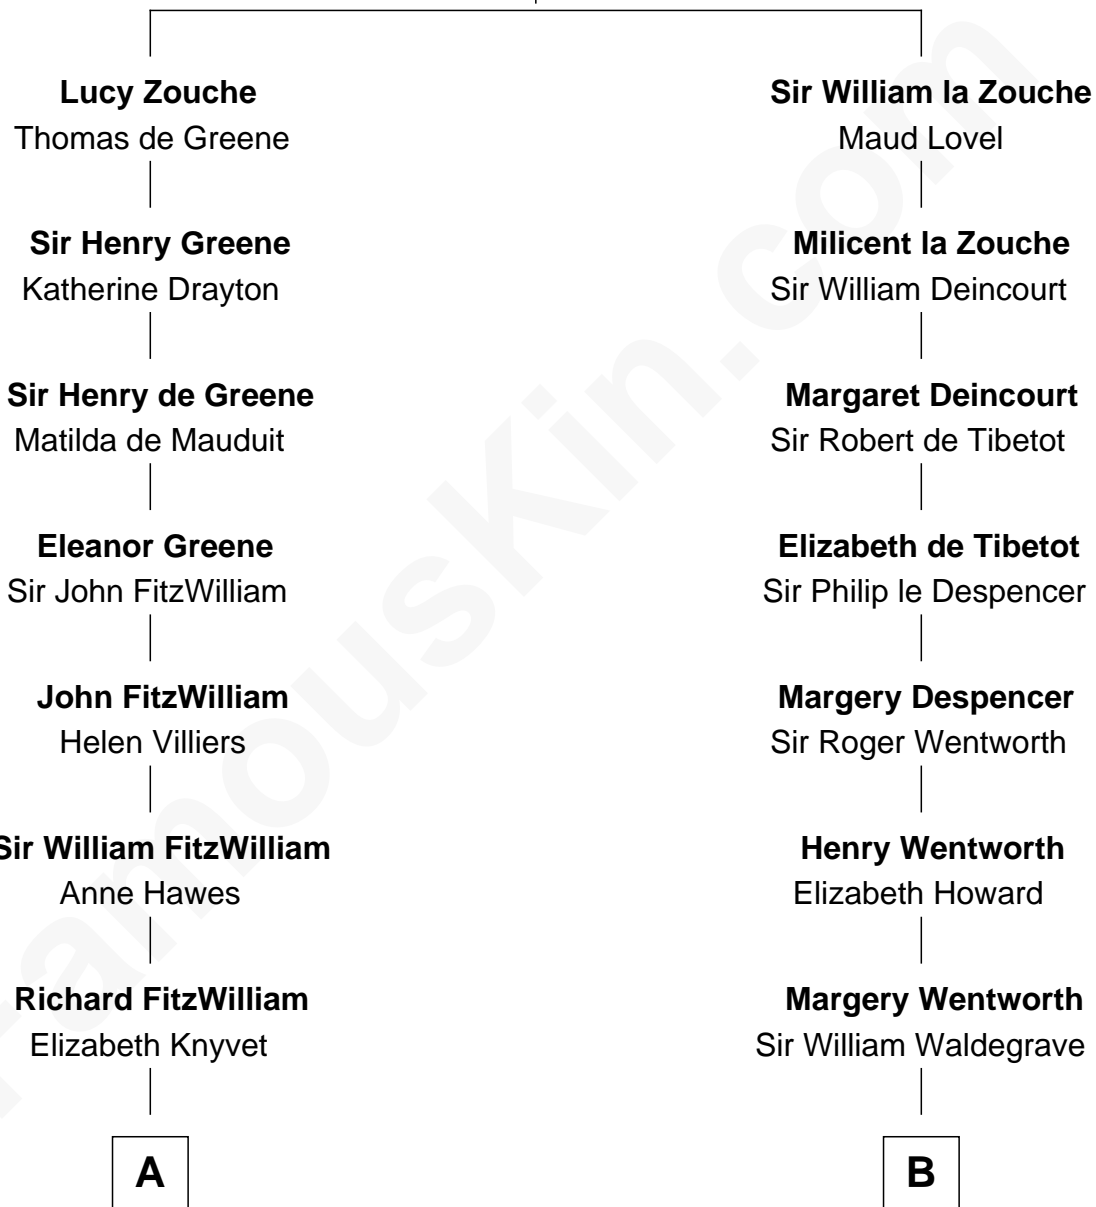 Lucy Zouche
Thomas de Greene
Sir Henry Greene
Katherine Drayton
Sir Henry de Greene
Matilda de Mauduit
Eleanor Greene
Sir John FitzWilliam
John FitzWilliam
Helen Villiers
Sir William FitzWilliam
Anne Hawes
Richard FitzWilliam
Elizabeth Knyvet
A
Sir William la Zouche
Maud Lovel
Milicent la Zouche
Sir William Deincourt
Margaret Deincourt
Sir Robert de Tibetot
Elizabeth de Tibetot
Sir Philip le Despencer
Margery Despencer
Sir Roger Wentworth
Henry Wentworth
Elizabeth Howard
Margery Wentworth
Sir William Waldegrave
B
FamousKin.com